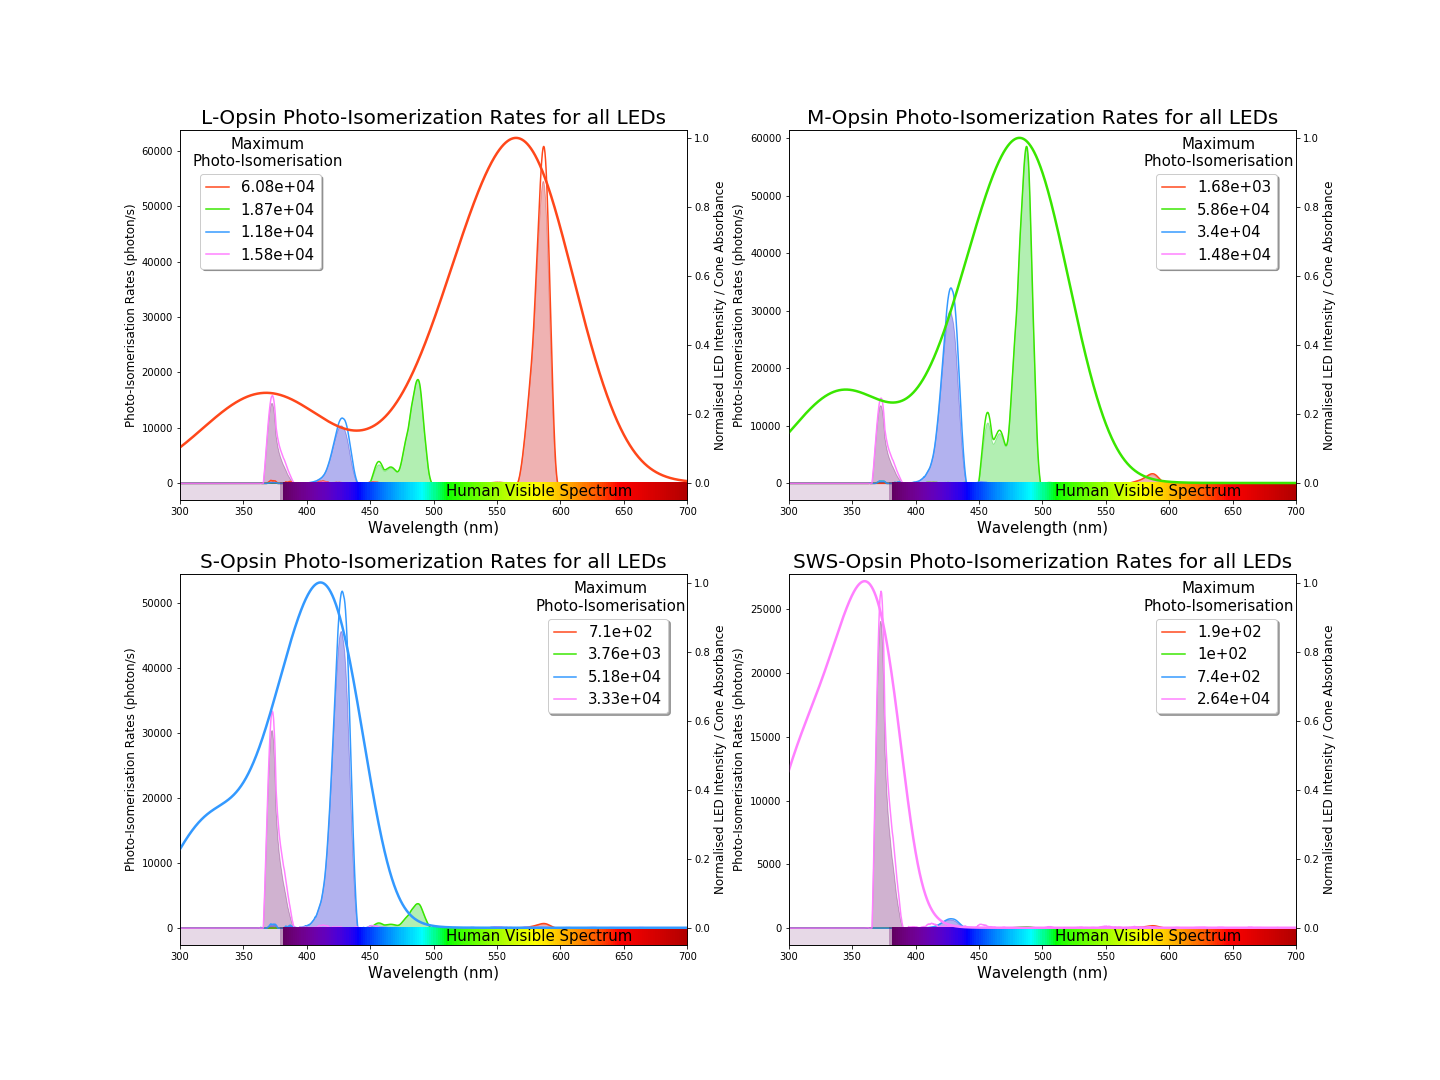 L-Opsin Photo-Isomerization Rates for all LEDs
Maximum
Photo-Isomerisation
6.08e+04
1.87e+04
1.18e+04
1.58e+04
Photo-Isomerisation Rates (photon/s)
60000
50000
40000
30000
20000
10000
0
1.0
0.8
0.6
0.4
0.2
0.0
Normalised LED Intensity / Cone Absorbance
Human Visible Spectrum
300 350 400 450 500 550 600 650 700
Wavelength (nm)
M-Opsin Photo-Isomerization Rates for all LEDs
Maximum
Photo-Isomerisation
1.68e+03
5.86e+04
3.4e+04
1.48e+04
Photo-Isomerisation Rates (photon/s)
60000
50000
40000
30000
20000
10000
0
1.0
0.8
0.6
0.4
0.2
0.0
Normalised LED Intensity / Cone Absorbance
Human Visible Spectrum
300 350 400 450 500 550 600 650 700
Wavelength (nm)
S-Opsin Photo-Isomerization Rates for all LEDs
Maximum
Photo-Isomerisation
7.1e+02
3.76e+03
5.18e+04
3.33e+04
Photo-Isomerisation Rates (photon/s)
50000
40000
30000
20000
10000
0
1.0
0.8
0.6
0.4
0.2
0.0
Normalised LED Intensity / Cone Absorbance
Human Visible Spectrum
300 350 400 450 500 550 600 650 700
Wavelength (nm)
SWS-Opsin Photo-Isomerization Rates for all LEDs
Maximum
Photo-Isomerisation
1.9e+02
1e+02
7.4e+02
2.64e+04
Photo-Isomerisation Rates (photon/s)
25000
20000
15000
10000
5000
0
1.0
0.8
0.6
0.4
0.2
0.0
Normalised LED Intensity / Cone Absorbance
Human Visible Spectrum
300 350 400 450 500 550 600 650 700
Wavelength (nm)